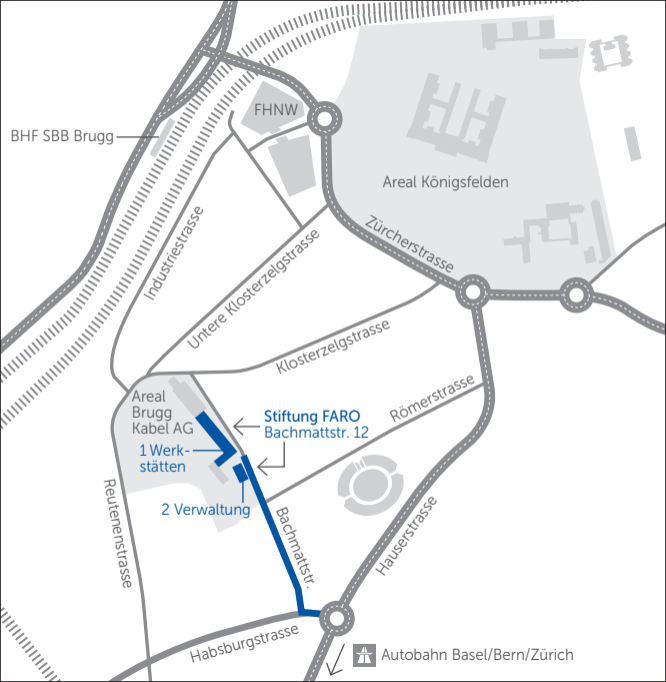 FHNW
BHF SBB Brugg
Areal Königsfelden
Zürcherstrasse
Industriestrasse
Untere Klosterzelgstrasse
Klosterzelgstrasse
Areal
Brugg
Kabel AG
Stiftung FARO
Bachmattstr. 12
Römerstrasse
1 Werk-
stätten
2 Verwaltung
Reutenenstrasse
Bachmattstr.
Hauserstrasse
Habsburgstrasse
Autobahn Basel/Bern/Zürich